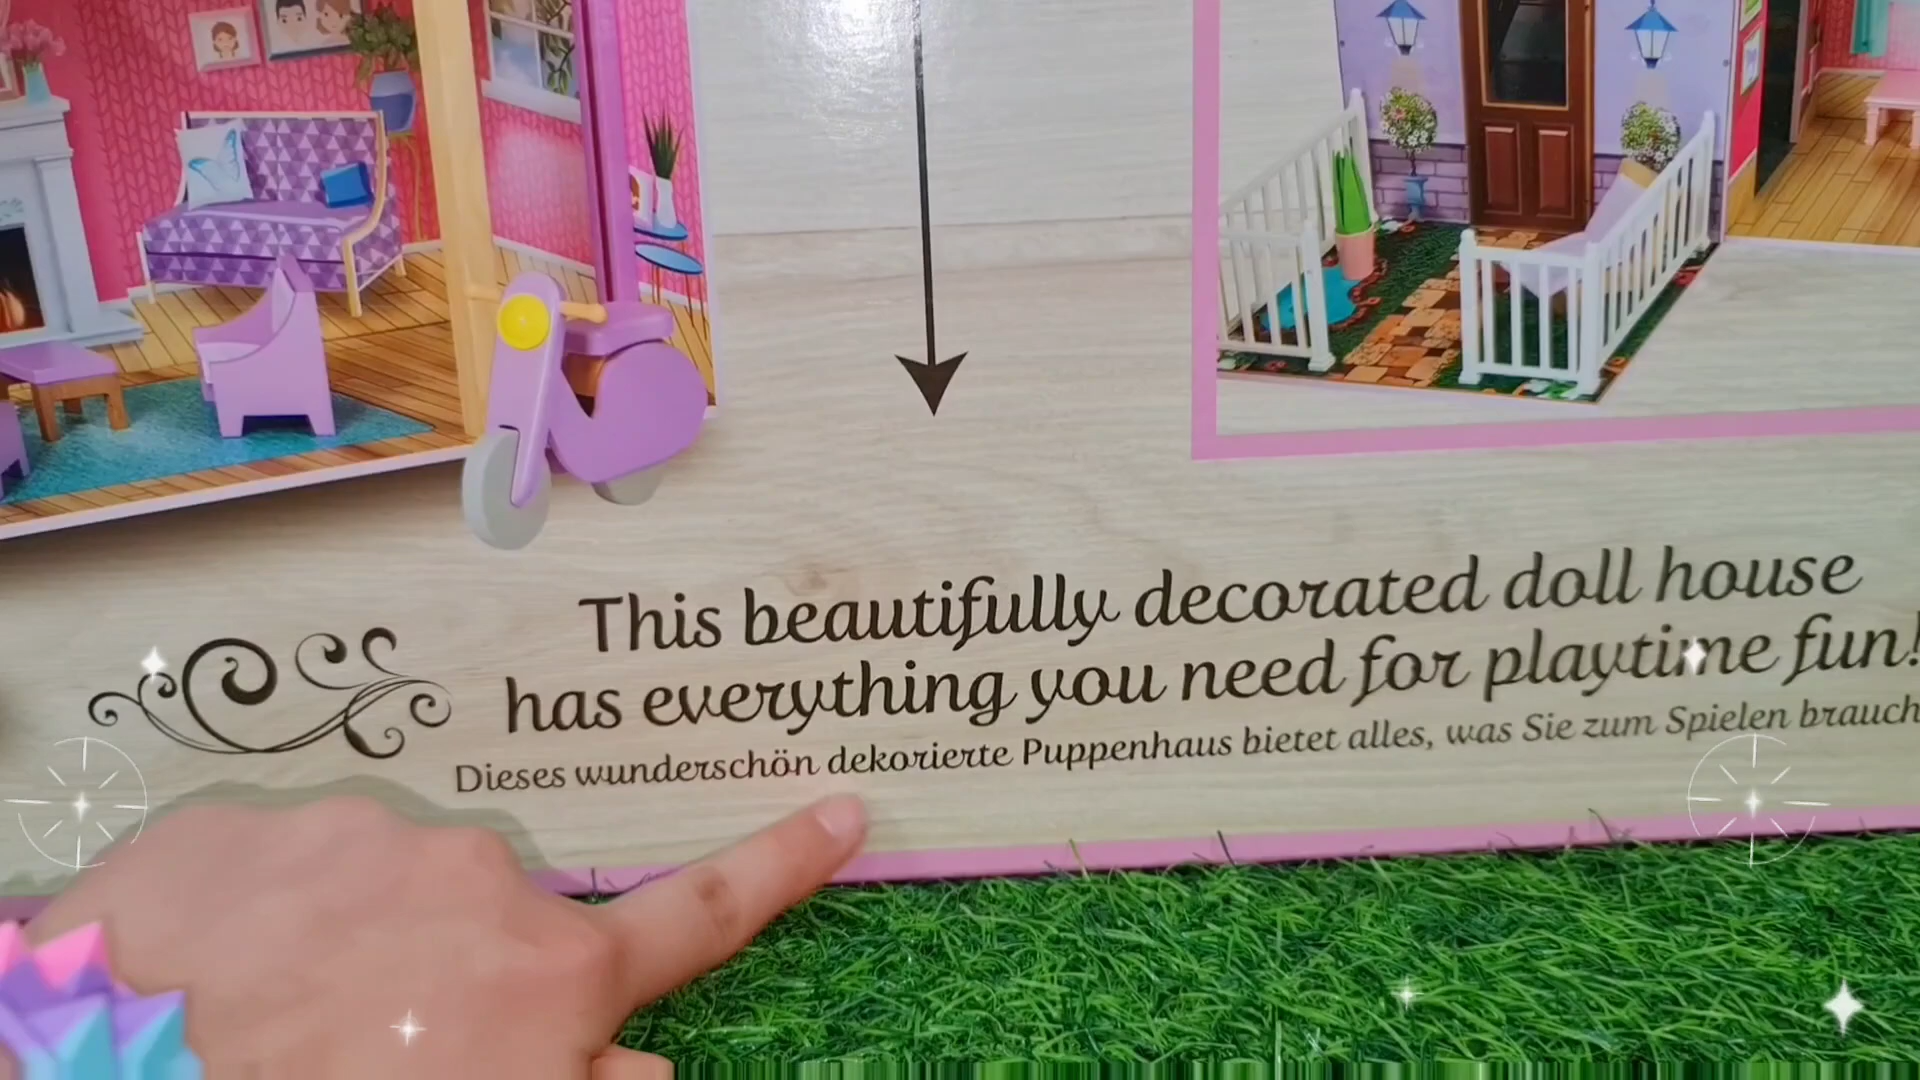 This beautifully decorated doll house
has everything you need for playtime fun!
Dieses wunderschön dekorierte Puppenhaus bietet alles, was Sie zum Spielen brauch